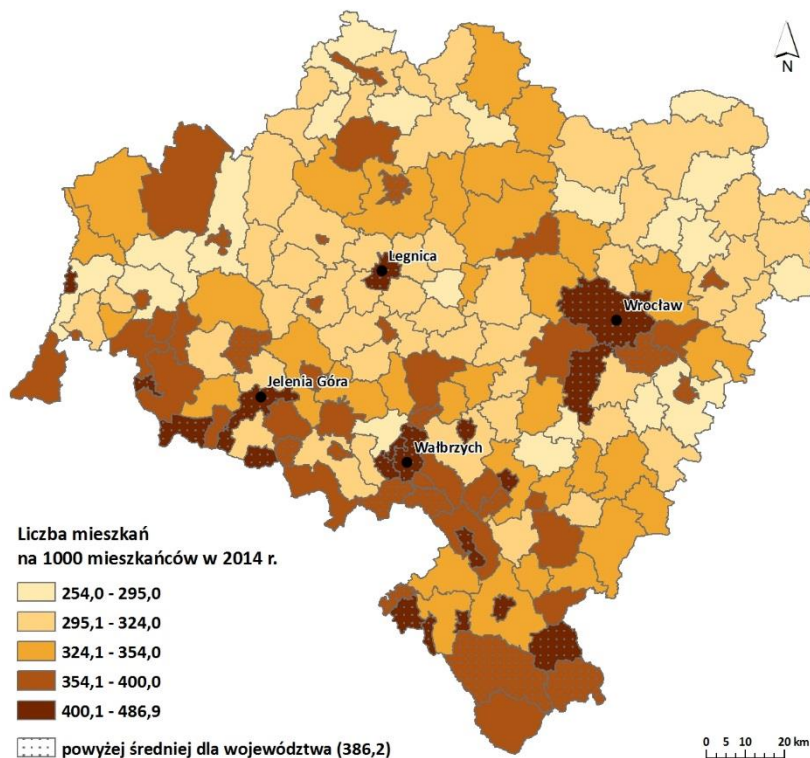 N
Legnica
Wrocław
Jelenia Góra
Wałbrzych
Liczba mieszkań
na 1000 mieszkańców w 2014 r.
254,0 - 295,0
295,1 - 324,0
324,1 - 354,0
354,1 - 400,0
400,1 - 486,9
powyżej średniej dla województwa (386,2)
0 5 10 20 km